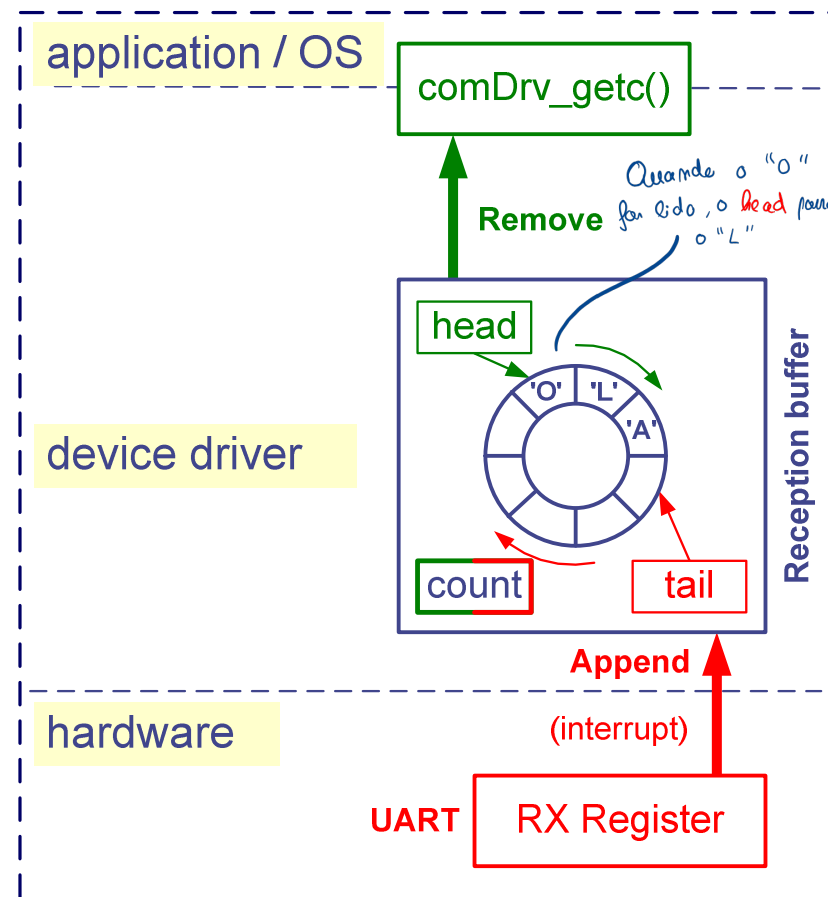 application / OS
comDrv_getc()
Quando o "O"
for lido, o head
o "L"
Remove
head
'O' 'L'
'A'
Reception buffer
device driver
count
tail
Append
hardware
(interrupt)
UART
RX Register